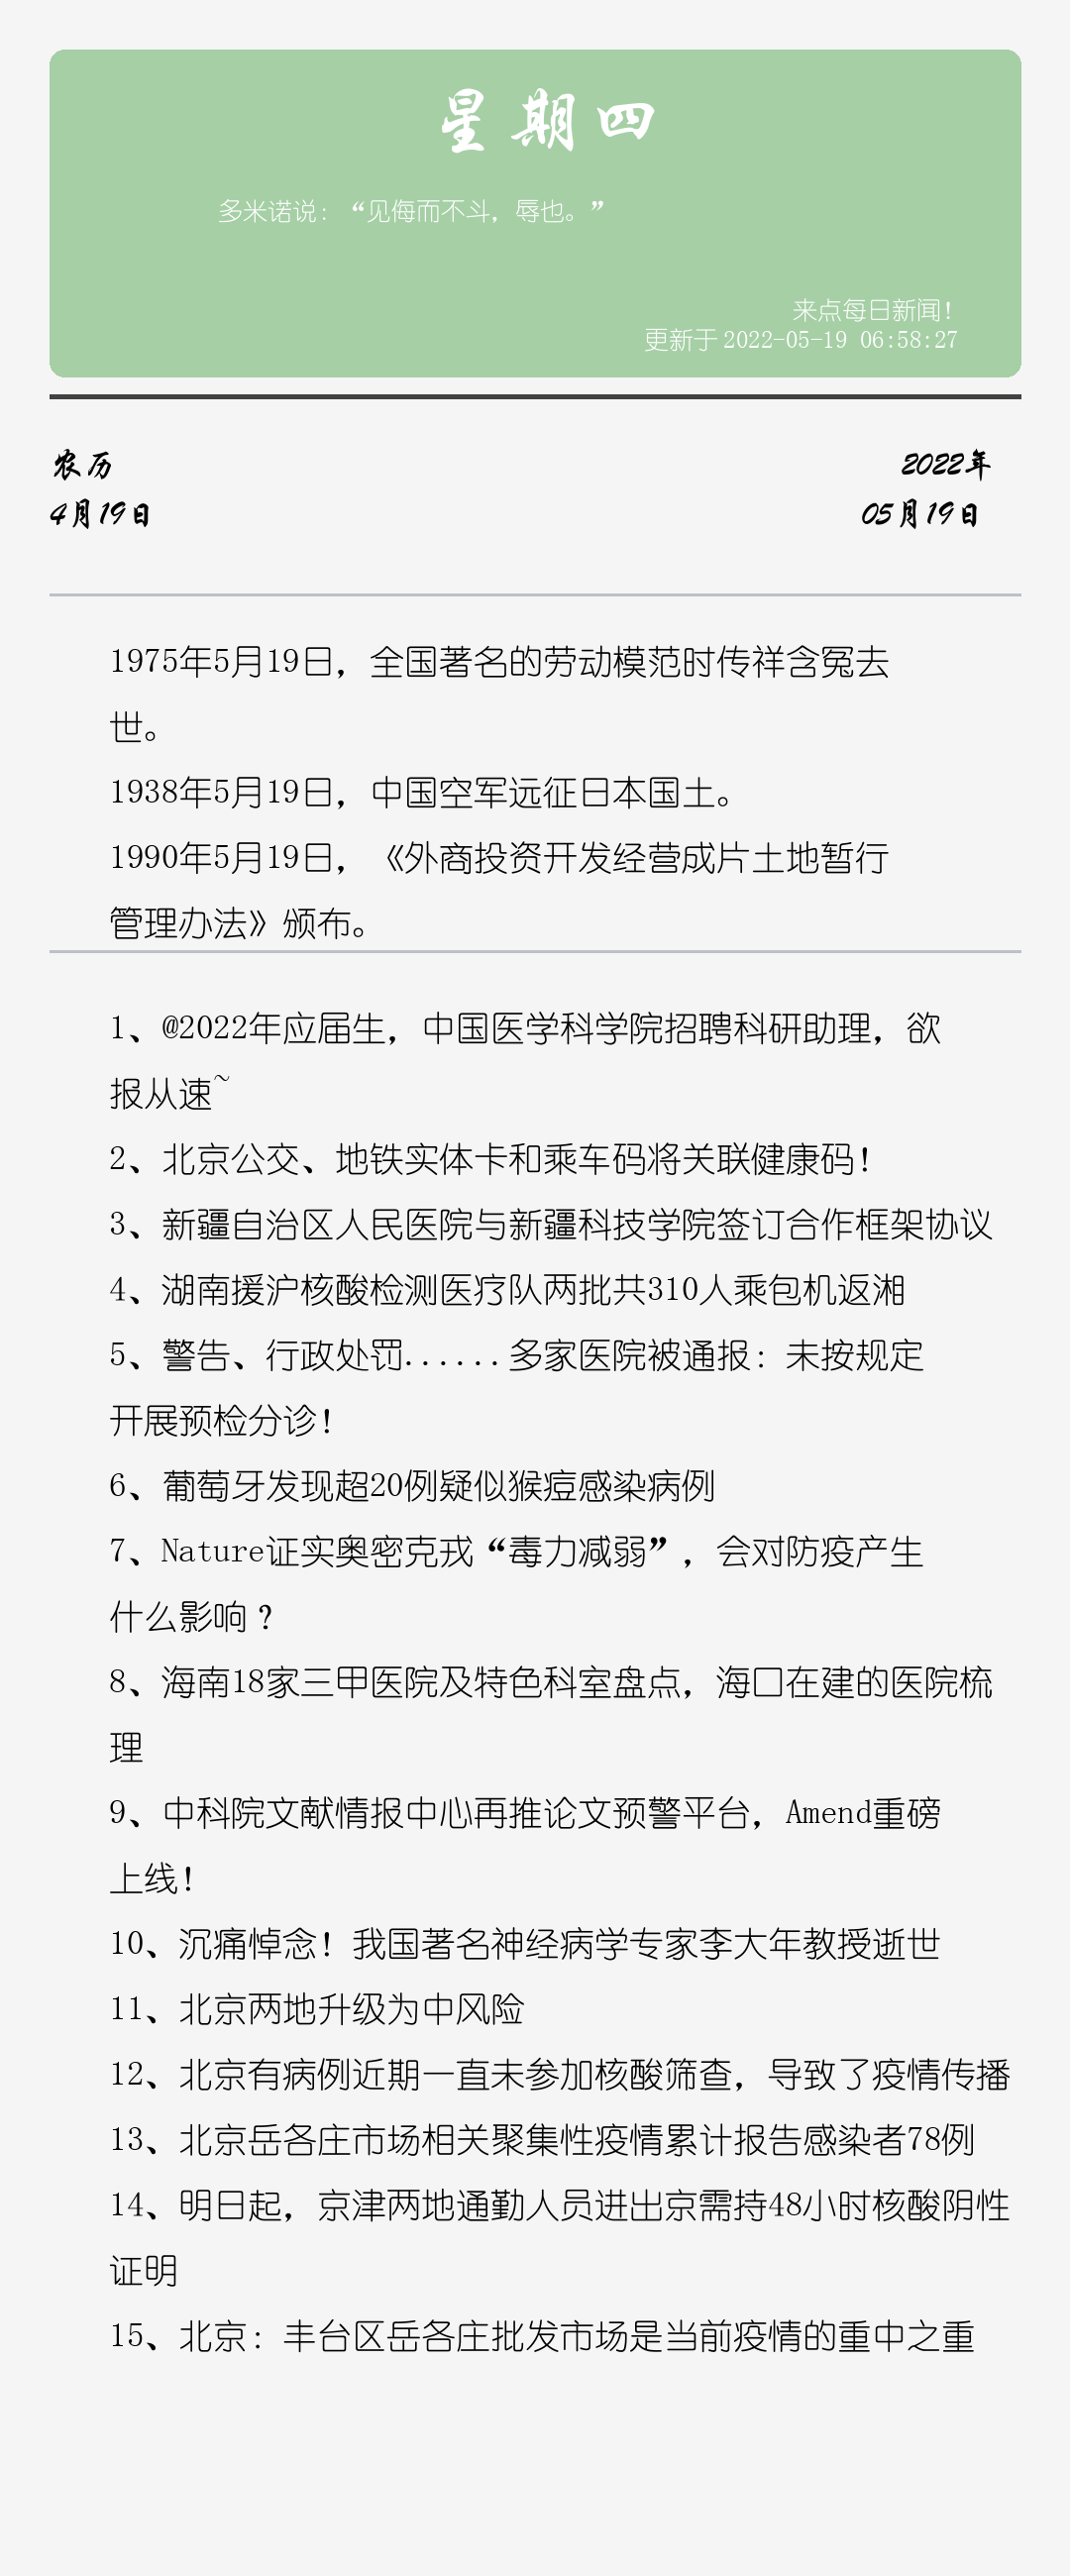 星期四
多米诺说：“见侮而不斗，辱也。”
来点每日新闻！
更新于 2022-05-19 06:58:27
农历
2022年
4月19日
05月19日
1975年5月19日，全国著名的劳动模范时传祥含冤去
世。
1938年5月19日，中国空军远征日本国土。
1990年5月19日，《外商投资开发经营成片土地暂行
管理办法》颁布。
1、@2022年应届生，中国医学科学院招聘科研助理，欲
报从速~
2、北京公交、地铁实体卡和乘车码将关联健康码！
3、新疆自治区人民医院与新疆科技学院签订合作框架协议
4、湖南援沪核酸检测医疗队两批共310人乘包机返湘
5、警告、行政处罚......多家医院被通报：未按规定
开展预检分诊！
6、葡萄牙发现超20例疑似猴痘感染病例
7、Nature证实奥密克戎“毒力减弱”，会对防疫产生
什么影响？
8、海南18家三甲医院及特色科室盘点，海口在建的医院梳
理
9、中科院文献情报中心再推论文预警平台，Amend重磅
上线！
10、沉痛悼念！我国著名神经病学专家李大年教授逝世
11、北京两地升级为中风险
12、北京有病例近期一直未参加核酸筛查，导致了疫情传播
13、北京岳各庄市场相关聚集性疫情累计报告感染者78例
14、明日起，京津两地通勤人员进出京需持48小时核酸阴性
证明
15、北京：丰台区岳各庄批发市场是当前疫情的重中之重